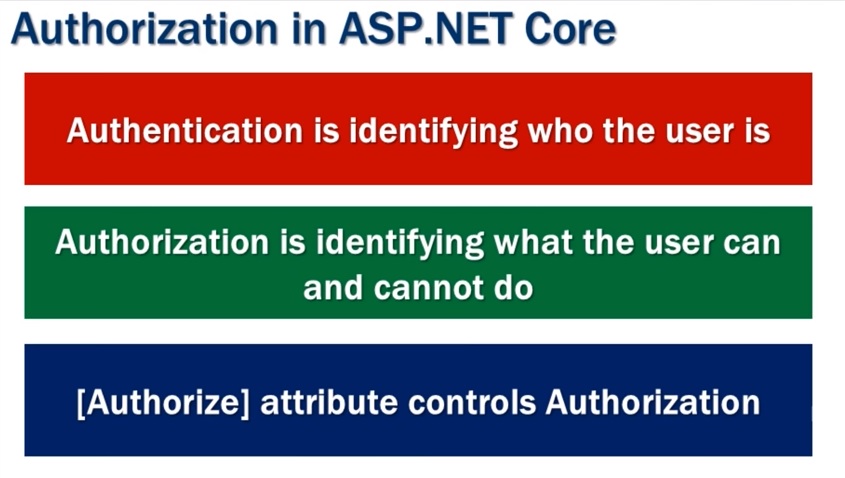 Authorization in ASP.NET Core
Authentication is identifying who the user is
Authorization is identifying what the user can
and cannot do
[Authorize] attribute controls Authorization